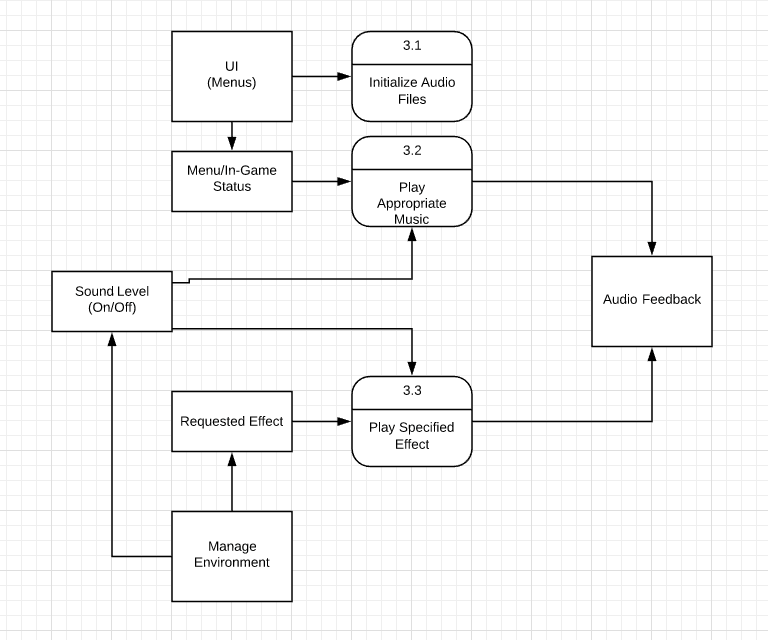 UI
(Menus)
3.1
Initialize Audio
Files
Menu/In-Game
Status
3.2
Play
Appropriate
Music
Sound Level
(On/Off)
Audio Feedback
Requested Effect
3.3
Play Specified
Effect
Manage
Environment